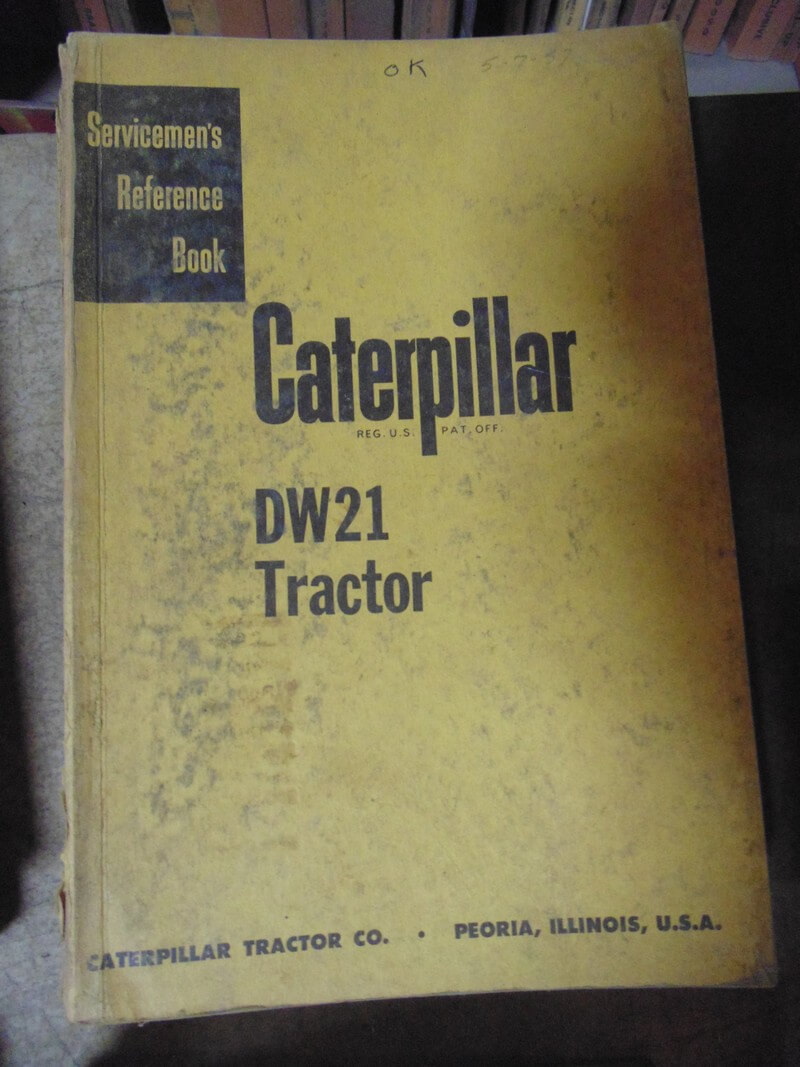 OK
Servicemen's
Reference
Book
Caterpillar
REG. U.S. PAT. OFF.
DW21
Tractor
CATERPILLAR TRACTOR CO. • PEORIA, ILLINOIS, U.S.A.